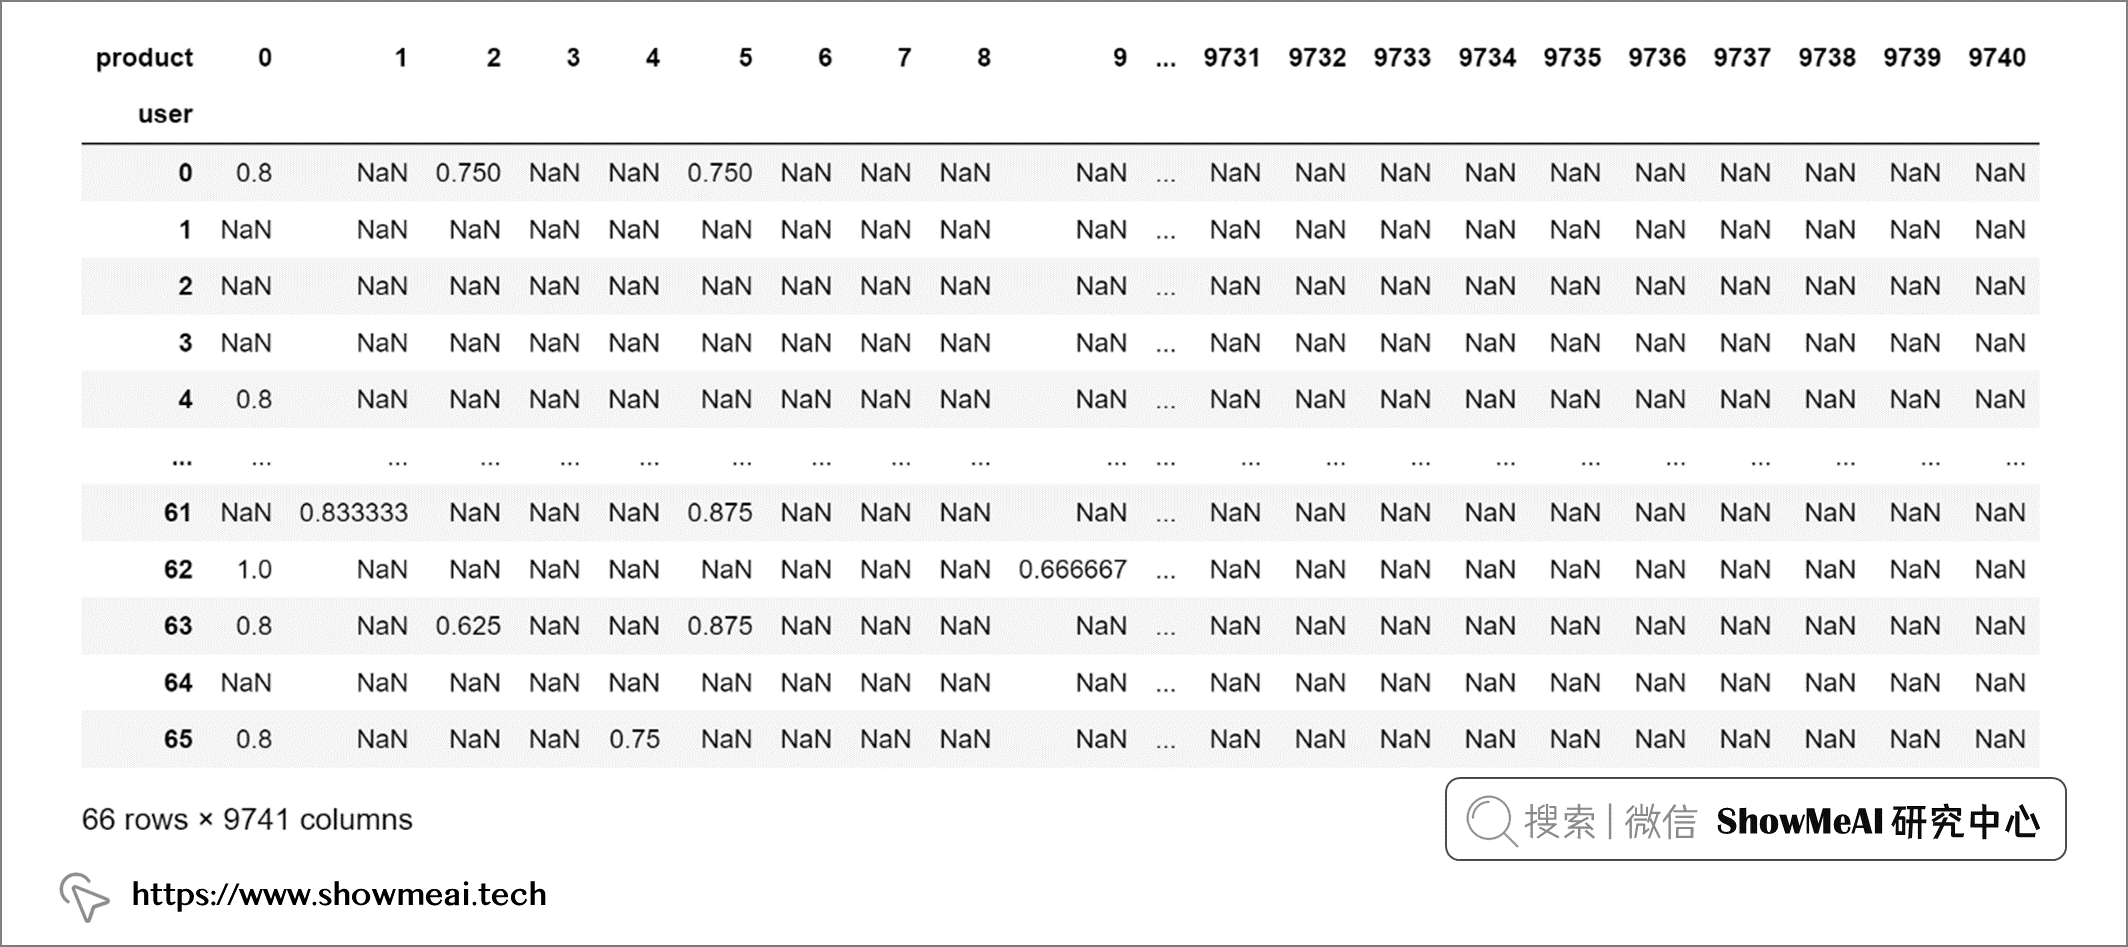 product 0 1 2 3 4 5 6 7 8 9 ... 9731 9732 9733 9734 9735 9736 9737 9738 9739 9740
user
0 0.8 NaN 0.750 NaN NaN 0.750 NaN NaN NaN NaN ... NaN NaN NaN NaN NaN NaN NaN NaN NaN NaN
1 NaN NaN NaN NaN NaN NaN NaN NaN NaN NaN ... NaN NaN NaN NaN NaN NaN NaN NaN NaN NaN
2 NaN NaN NaN NaN NaN NaN NaN NaN NaN NaN ... NaN NaN NaN NaN NaN NaN NaN NaN NaN NaN
3 NaN NaN NaN NaN NaN NaN NaN NaN NaN NaN ... NaN NaN NaN NaN NaN NaN NaN NaN NaN NaN
4 0.8 NaN NaN NaN NaN NaN NaN NaN NaN NaN ... NaN NaN NaN NaN NaN NaN NaN NaN NaN NaN
... ... ... ... ... ... ... ... ... ... ... ... ... ... ... ... ... ... ... ... ... ...
61 NaN 0.833333 NaN NaN NaN 0.875 NaN NaN NaN NaN ... NaN NaN NaN NaN NaN NaN NaN NaN NaN NaN
62 1.0 NaN NaN NaN NaN NaN NaN NaN NaN 0.666667 ... NaN NaN NaN NaN NaN NaN NaN NaN NaN NaN
63 0.8 NaN 0.625 NaN NaN 0.875 NaN NaN NaN NaN ... NaN NaN NaN NaN NaN NaN NaN NaN NaN NaN
64 NaN NaN NaN NaN NaN NaN NaN NaN NaN NaN ... NaN NaN NaN NaN NaN NaN NaN NaN NaN NaN
65 0.8 NaN NaN NaN 0.75 NaN NaN NaN NaN NaN ... NaN NaN NaN NaN NaN NaN NaN NaN NaN NaN
66 rows × 9741 columns
搜索 | 微信 ShowMeAI 研究中心
https://www.showmeai.tech